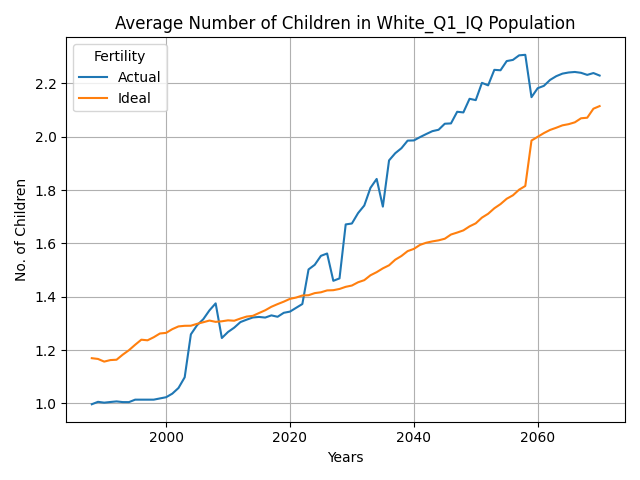 Average Number of Children in White_Q1_IQ Population
Fertility
Actual
Ideal
No. of Children
2.2
2.0
1.8
1.6
1.4
1.2
1.0
2000 2020 2040 2060
Years